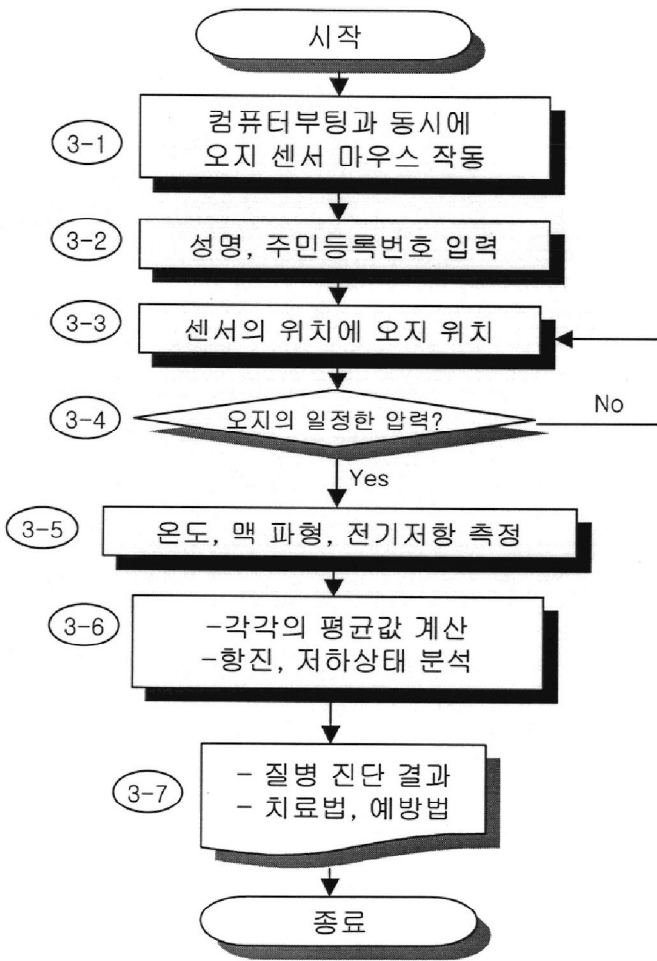 시작
3-1
컴퓨터부팅과 동시에
오지 센서 마우스 작동
3-2
성명, 주민등록번호 입력
3-3
센서의 위치에 오지 위치
3-4
오지의 일정한 압력?
No
Yes
3-5
온도, 맥 파형, 전기저항 측정
3-6
-각각의 평균값 계산
-항진, 저하상태 분석
3-7
- 질병 진단 결과
- 치료법, 예방법
종료